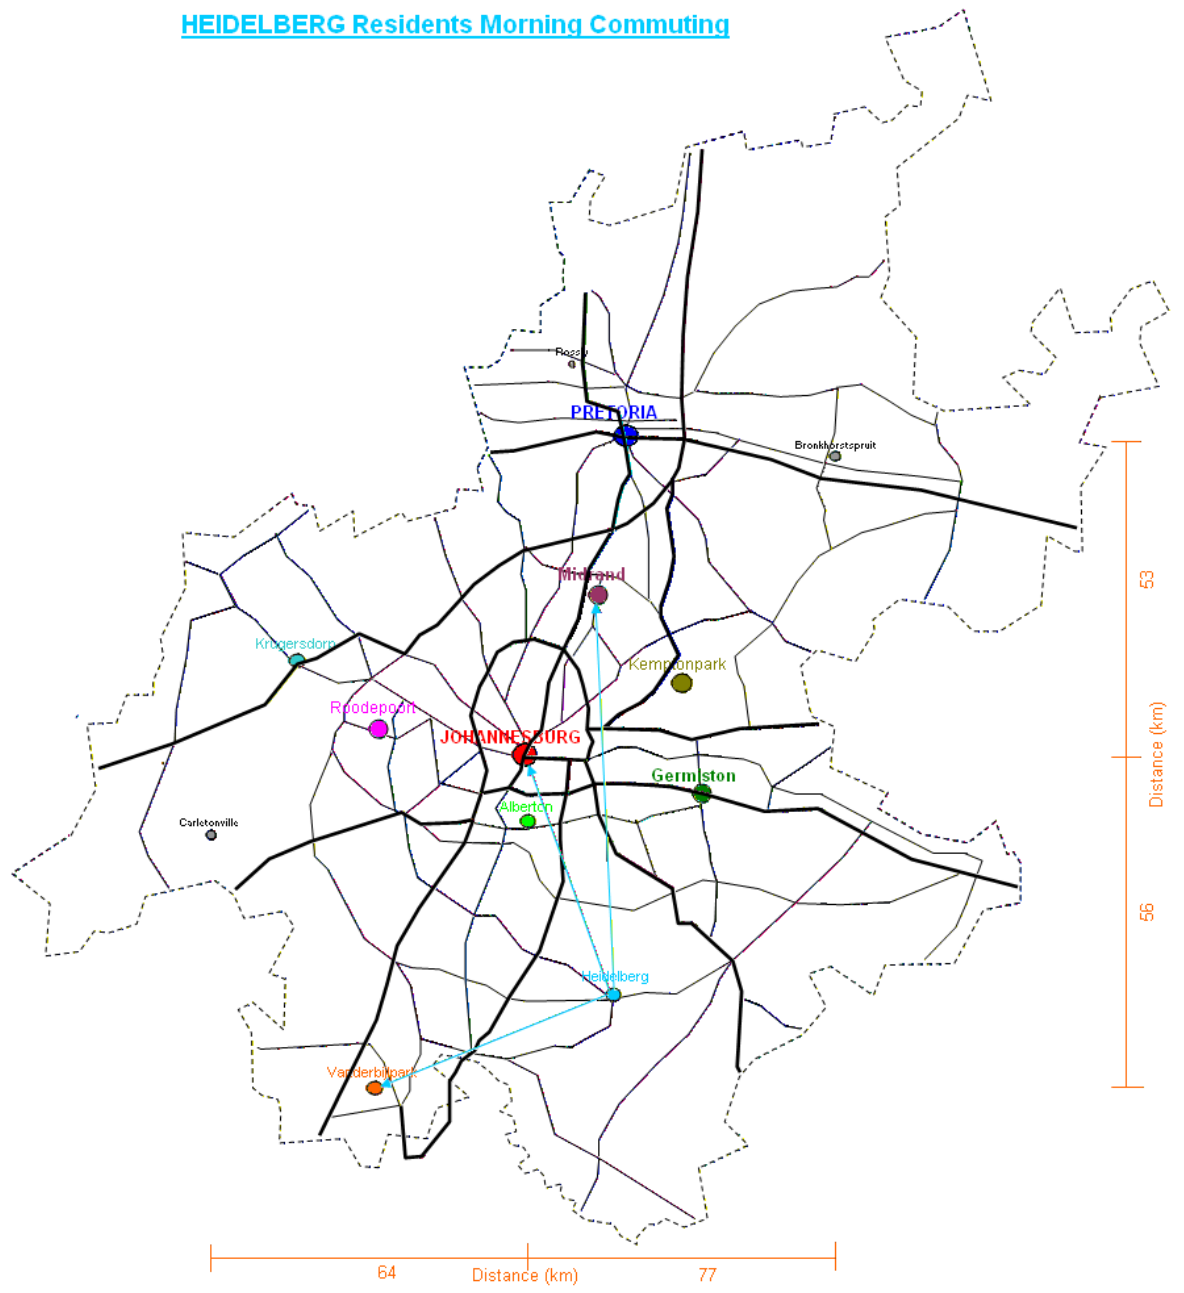 HEIDELBERG Residents Morning Commuting
PRETORIA
Bronkhorstspruit
Midrand
53
Krugersdorp
Kemptonpark
Roodepoort
JOHANNESBURG
Distance (km)
Germiston
Alberton
Carletonville
56
Heidelberg
Vanderbijlpark
64
Distance (km)
77